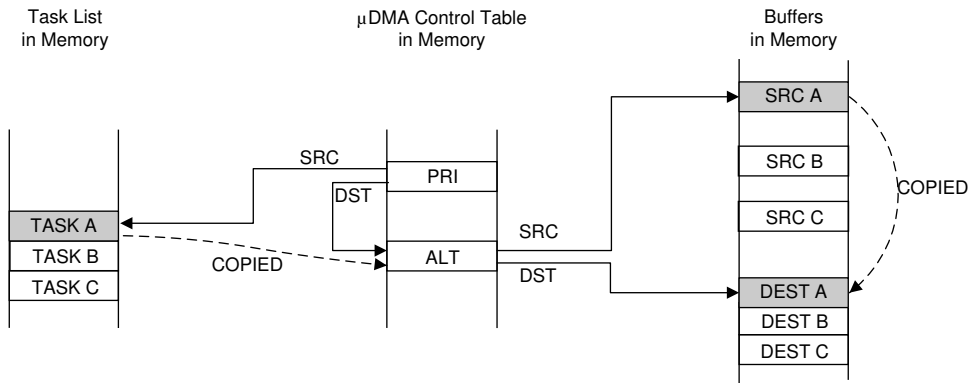 Task List
in Memory
µDMA Control Table
in Memory
Buffers
in Memory
SRC A
SRC
PRI
SRC B
DST
COPIED
TASK A
SRC C
SRC
TASK B
COPIED
ALT
DST
TASK C
DEST A
DEST B
DEST C